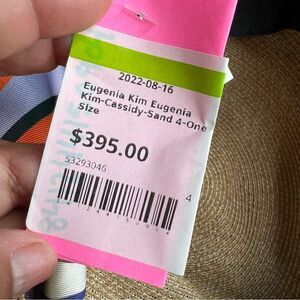 2022-08-16
Eugenia Kim Eugenia
Kim-Cassidy-Sand 4-One
Size
$395.00
53293046
4